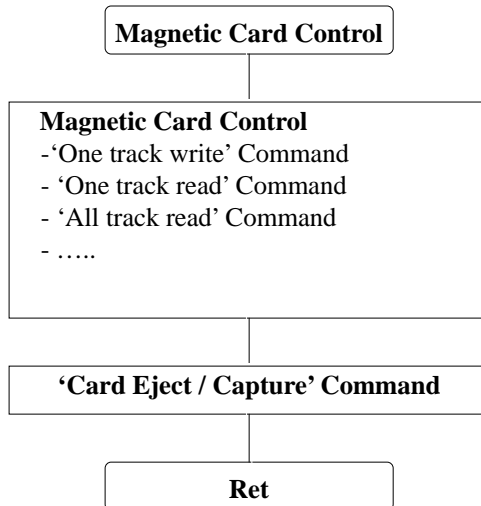 Magnetic Card Control
Magnetic Card Control
-‘One track write’ Command
- ‘One track read’ Command
- ‘All track read’ Command
- …..
‘Card Eject / Capture’ Command
Ret